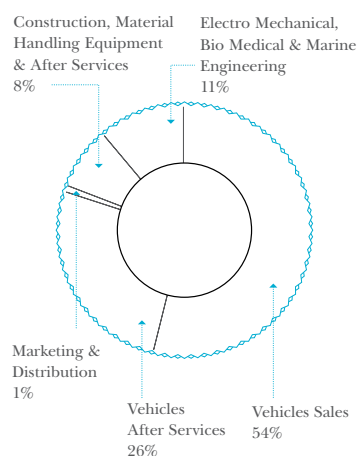 Construction, Material
Handling Equipment
& After Services
8%
Electro Mechanical,
Bio Medical & Marine
Engineering
11%
Marketing &
Distribution
1%
Vehicles
After Services
26%
Vehicles Sales
54%